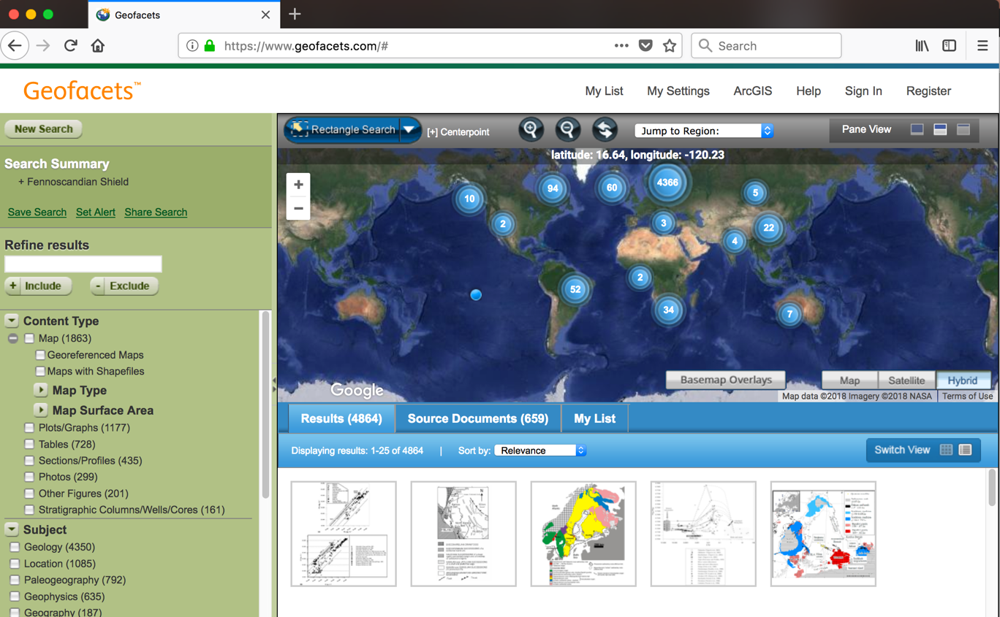 Geofacets
https://www.geofacets.com/#
Search
Geofacets™
My List
My Settings
ArcGIS
Help
Sign In
Register
New Search
Search Summary
+ Fennoscandian Shield
Save Search
Set Alert
Share Search
Refine results
+ Include
- Exclude
Content Type
Map (1863)
Georeferenced Maps
Maps with Shapefiles
Map Type
Map Surface Area
Plots/Graphs (1177)
Tables (728)
Sections/Profiles (435)
Photos (299)
Other Figures (201)
Stratigraphic Columns/Wells/Cores (161)
Subject
Geology (4350)
Location (1085)
Paleogeography (792)
Geophysics (635)
Geography (187)
Rectangle Search
[+] Centerpoint
Jump to Region:
Pane View
latitude: 16.64, longitude: -120.23
+
−
10
94
60
4366
5
2
3
22
4
2
52
34
7
Google
Basemap Overlays
Map
Satellite
Hybrid
Map data ©2018 Imagery ©2018 NASA
Terms of Use
Results (4864)
Source Documents (659)
My List
Displaying results: 1-25 of 4864
|
Sort by:
Relevance
Switch View